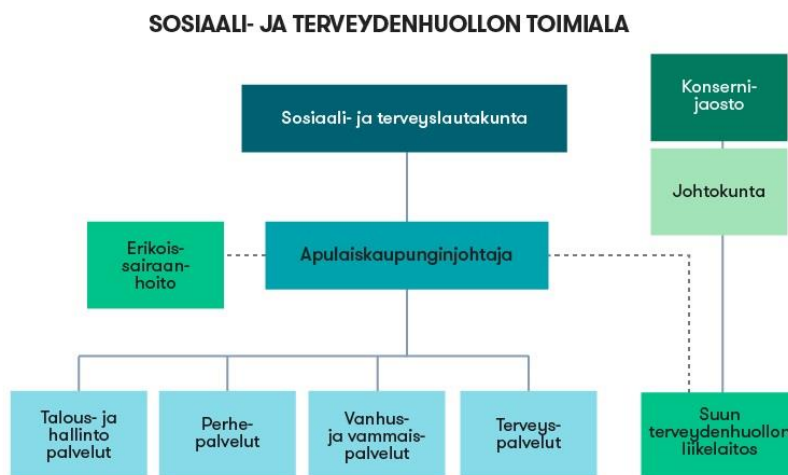 SOSIAALI- JA TERVEYDENHUOLLON TOIMIALA
Sosiaali- ja terveyslautakunta
Konserni-
jaosto
Johtokunta
Erikois-
sairaan-
hoito
Apulaiskaupunginjohtaja
Talous- ja
hallinto
palvelut
Perhe-
palvelut
Vanhus-
ja vammais-
palvelut
Terveys-
palvelut
Suun
terveydenhuollon
liikelaitos